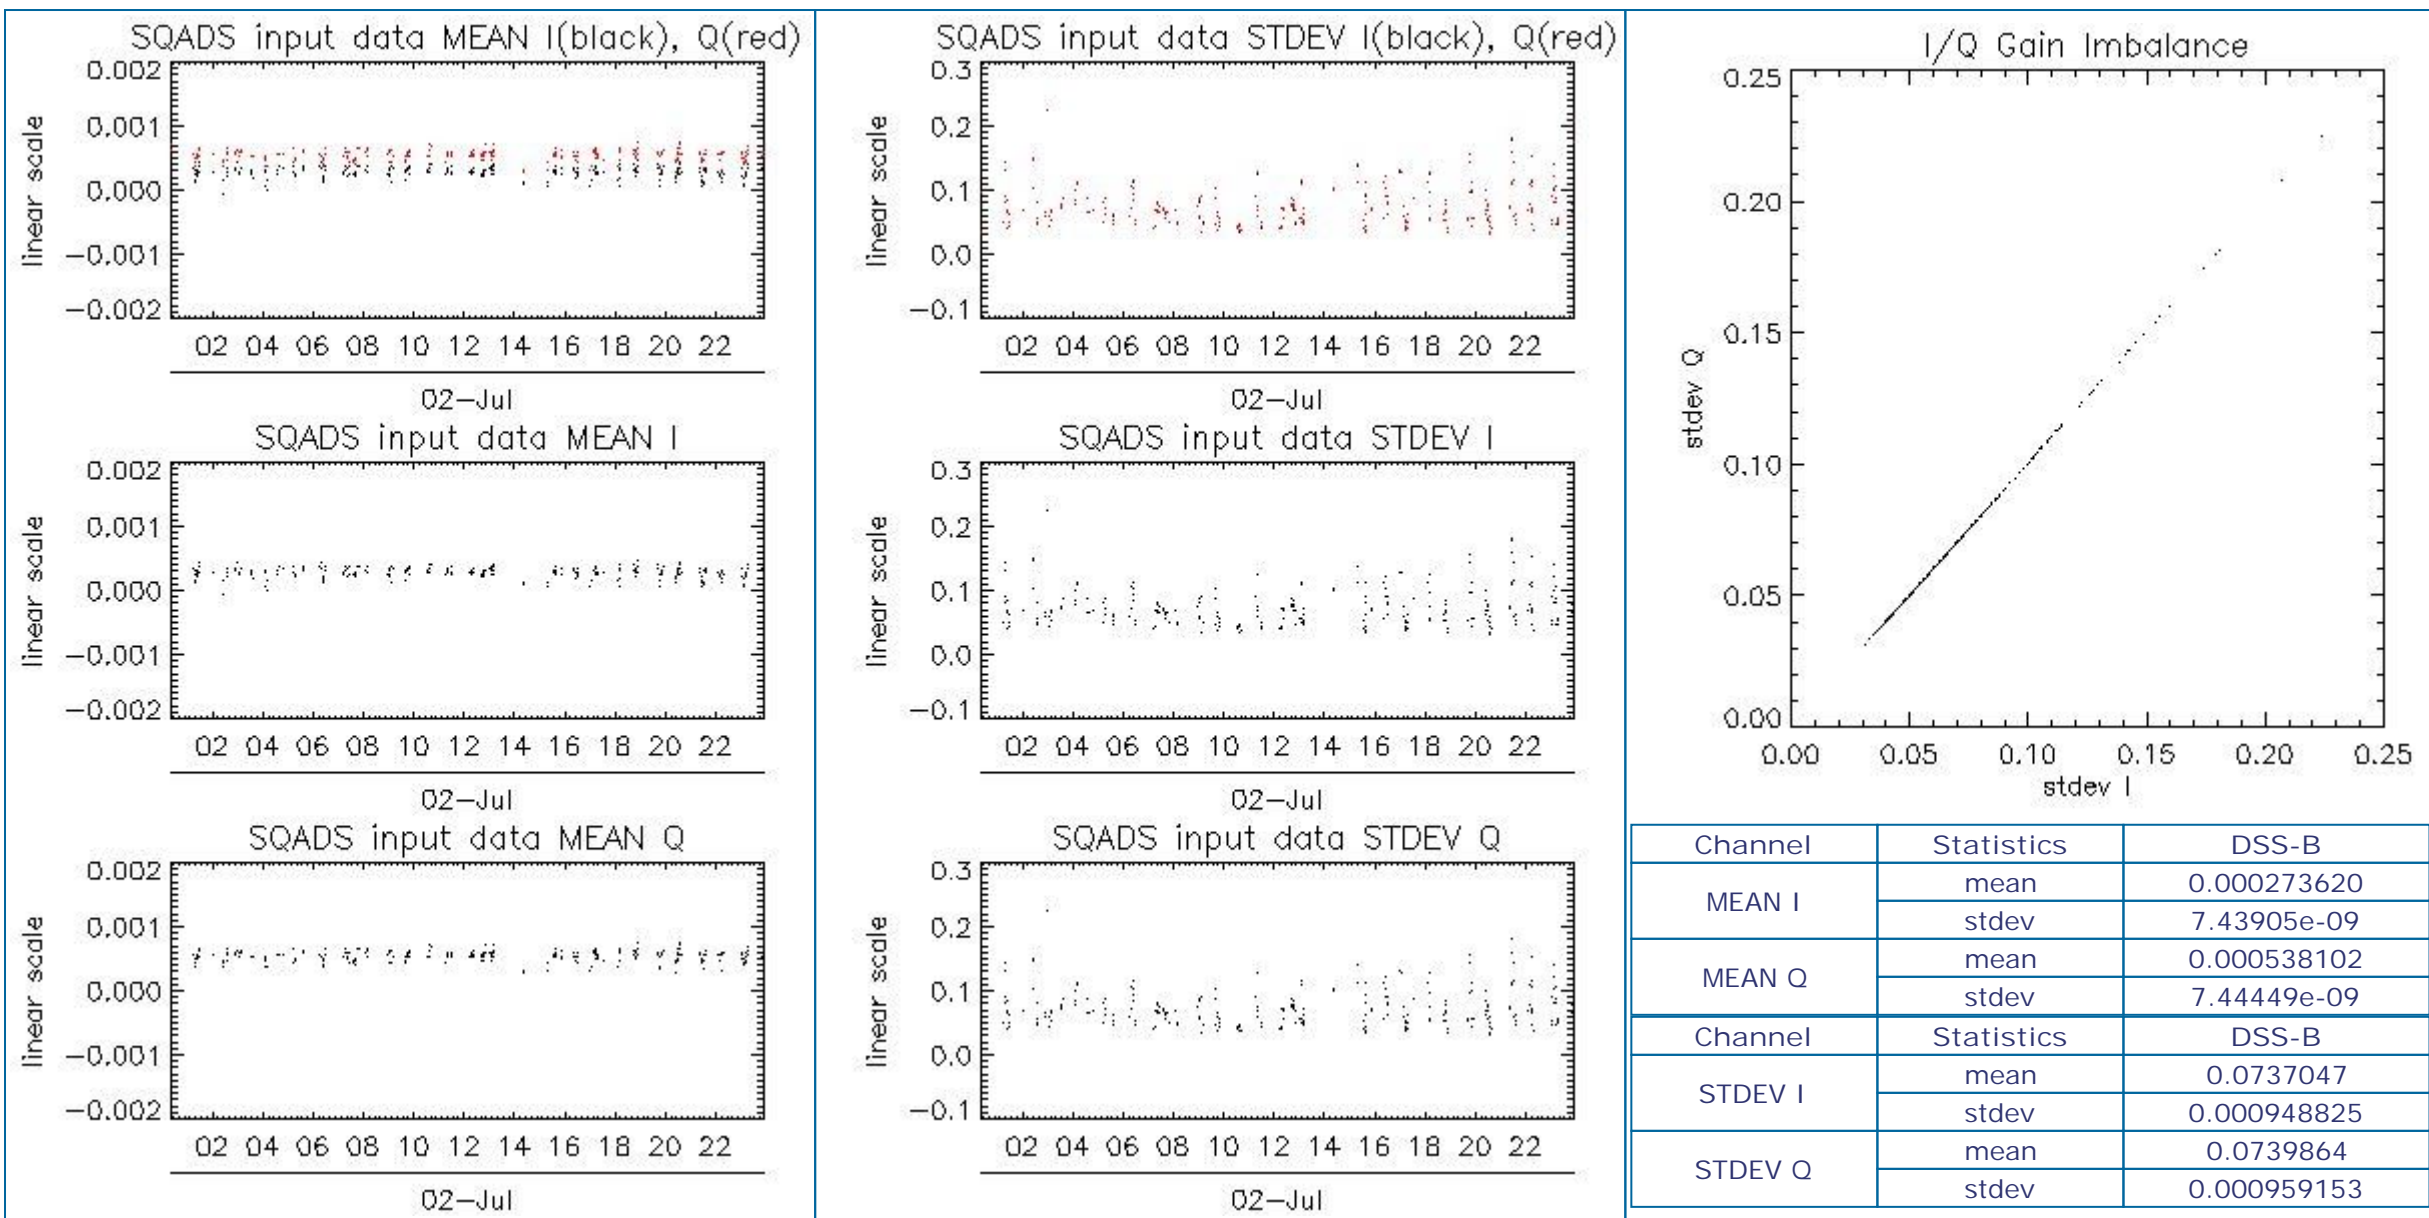 SQADS input data MEAN I(black), Q(red)
0.002
0.001
0.000
-0.001
-0.002
linear scale
02 04 06 08 10 12 14 16 18 20 22
02-Jul
SQADS input data MEAN I
0.002
0.001
0.000
-0.001
-0.002
linear scale
02 04 06 08 10 12 14 16 18 20 22
02-Jul
SQADS input data MEAN Q
0.002
0.001
0.000
-0.001
-0.002
linear scale
02 04 06 08 10 12 14 16 18 20 22
02-Jul
SQADS input data STDEV I(black), Q(red)
0.3
0.2
0.1
0.0
-0.1
linear scale
02 04 06 08 10 12 14 16 18 20 22
02-Jul
SQADS input data STDEV I
0.3
0.2
0.1
0.0
-0.1
linear scale
02 04 06 08 10 12 14 16 18 20 22
02-Jul
SQADS input data STDEV Q
0.3
0.2
0.1
0.0
-0.1
linear scale
02 04 06 08 10 12 14 16 18 20 22
02-Jul
I/Q Gain Imbalance
0.25
0.20
0.15
0.10
0.05
0.00
stdev Q
0.00 0.05 0.10 0.15 0.20 0.25
stdev I
Channel Statistics DSS-B
MEAN I mean 0.000273620
stdev 7.43905e-09
MEAN Q mean 0.000538102
stdev 7.44449e-09
Channel Statistics DSS-B
STDEV I mean 0.0737047
stdev 0.000948825
STDEV Q mean 0.0739864
stdev 0.000959153